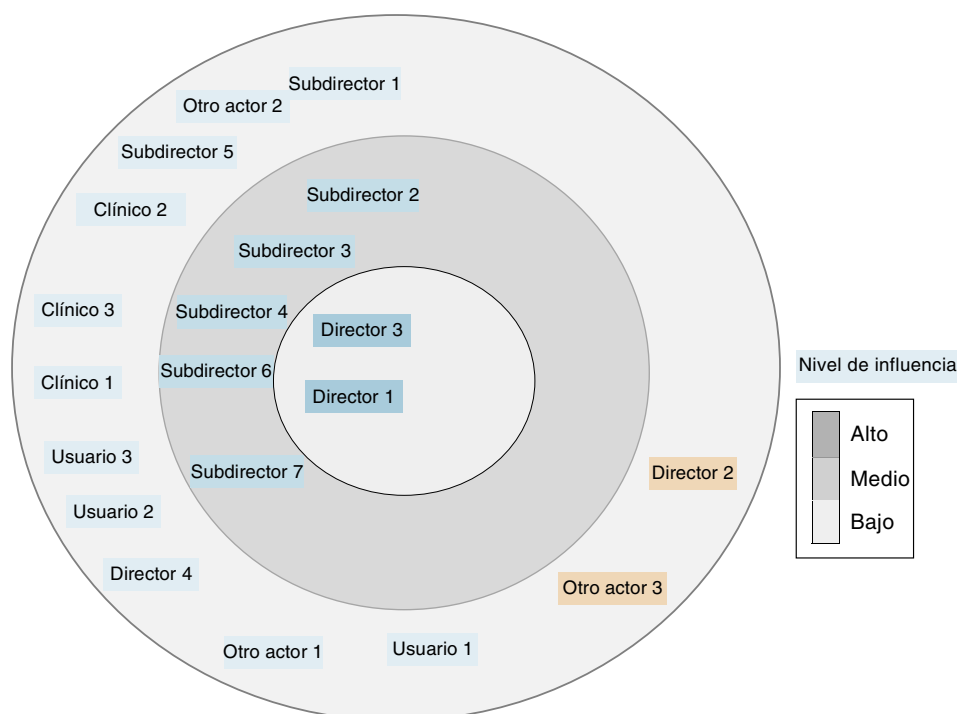 Subdirector 1
Otro actor 2
Subdirector 5
Subdirector 2
Clínico 2
Subdirector 3
Clínico 3
Subdirector 4
Director 3
Nivel de influencia
Subdirector 6
Clínico 1
Director 1
Alto
Usuario 3
Subdirector 7
Director 2
Medio
Usuario 2
Bajo
Director 4
Otro actor 3
Otro actor 1
Usuario 1